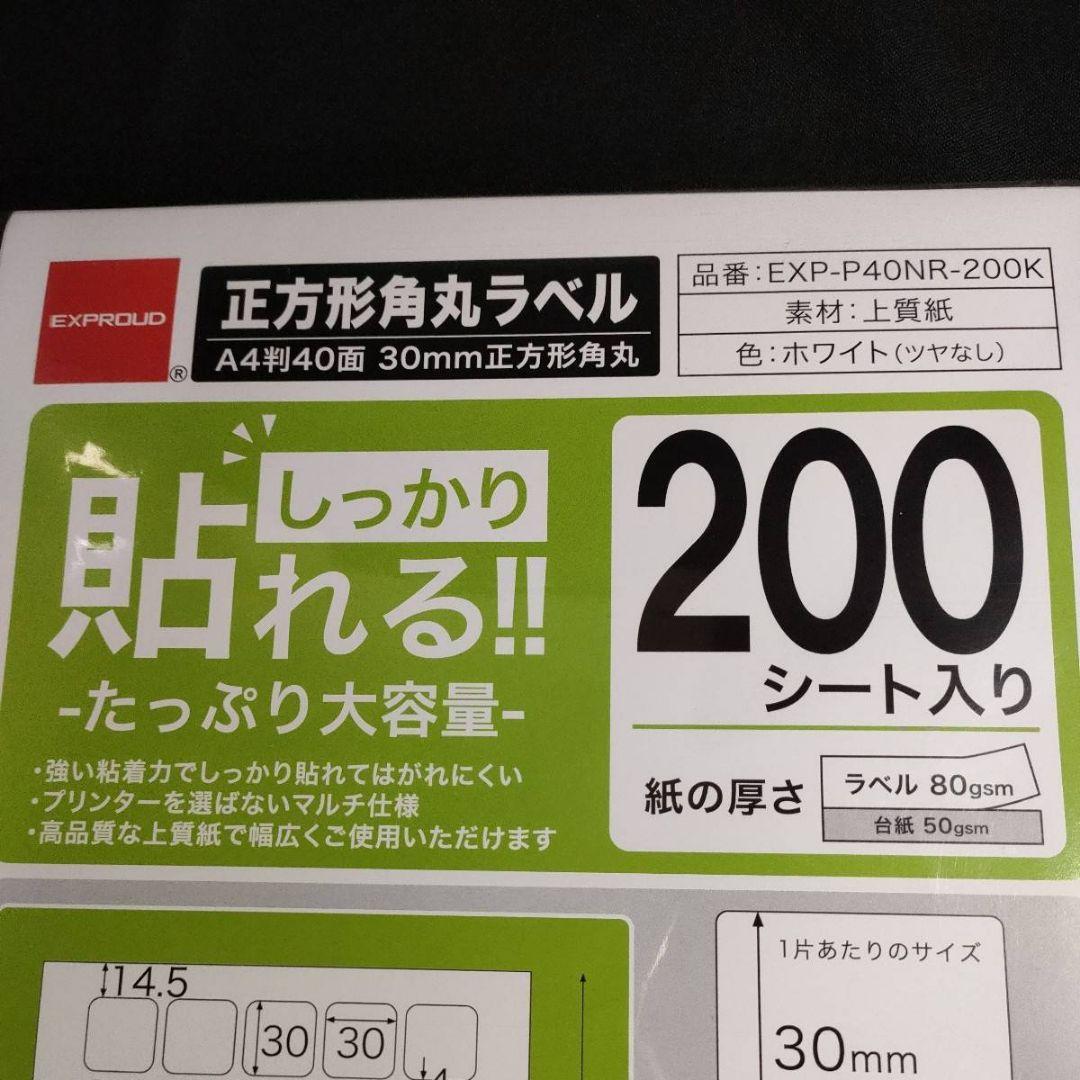 EXPROUD
®
正方形角丸ラベル
A4判40面 30mm正方形角丸
品番:EXP-P40NR-200K
素材:上質紙
色:ホワイト(ツヤなし)
しっかり
貼れる!!
-たっぷり大容量-
・強い粘着力でしっかり貼れてはがれにくい
・プリンターを選ばないマルチ仕様
・高品質な上質紙で幅広くご使用いただけます
200
シート入り
紙の厚さ
ラベル 80gsm
台紙 50gsm
14.5
30
30
1片あたりのサイズ
30mm